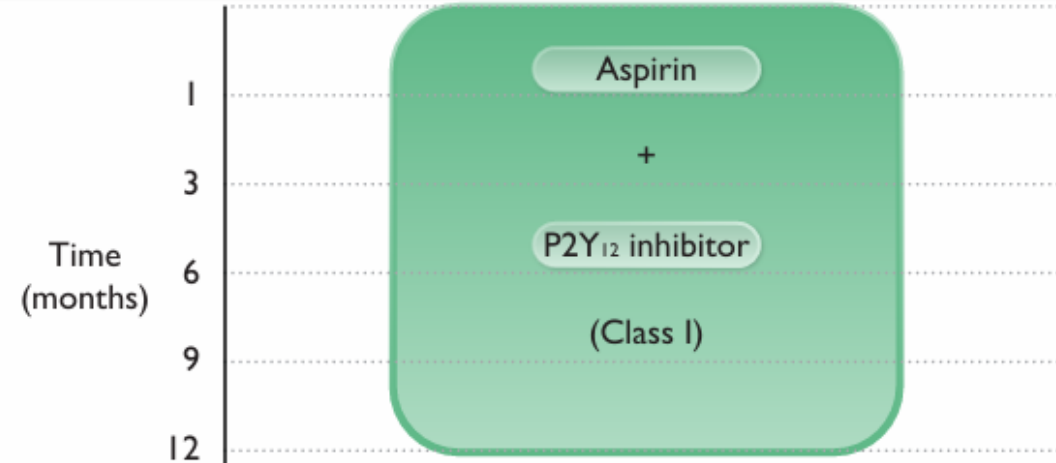 Aspirin
1
+
3
P2Y₁₂ inhibitor
Time
(months)
6
(Class I)
9
12